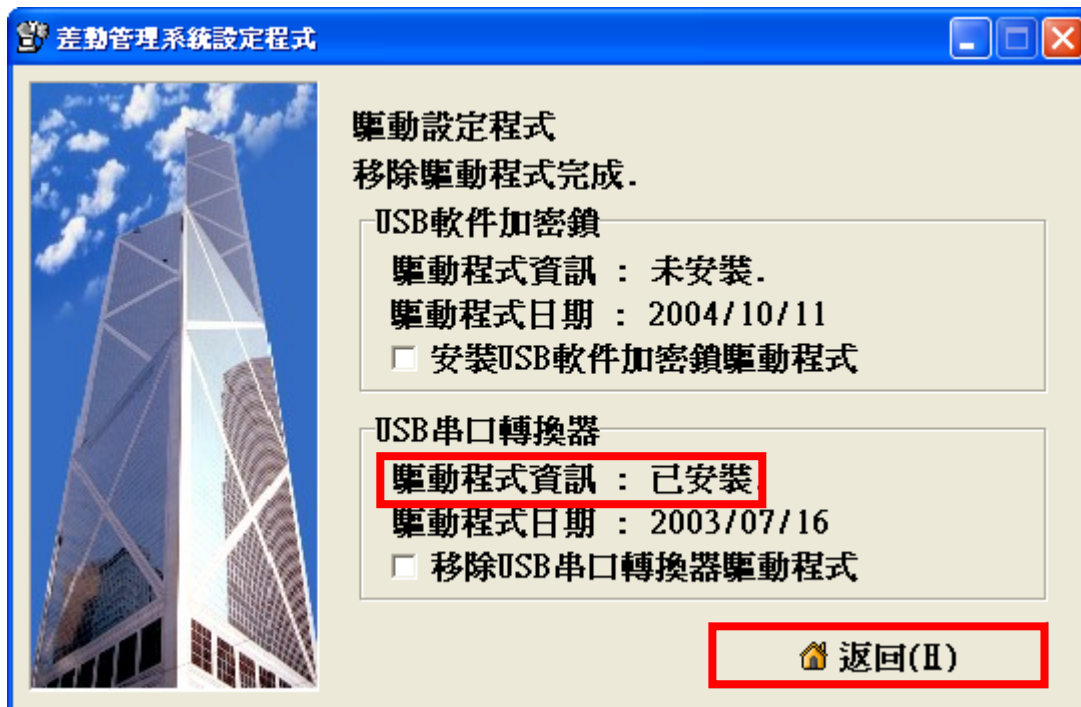 差勤管理系統設定程式
驅動設定程式
移除驅動程式完成.
USB軟件加密鎖
驅動程式資訊 : 未安裝.
驅動程式日期 : 2004/10/11
安裝USB軟件加密鎖驅動程式
USB串口轉換器
驅動程式資訊 : 已安裝.
驅動程式日期 : 2003/07/16
移除USB串口轉換器驅動程式
返回(H)